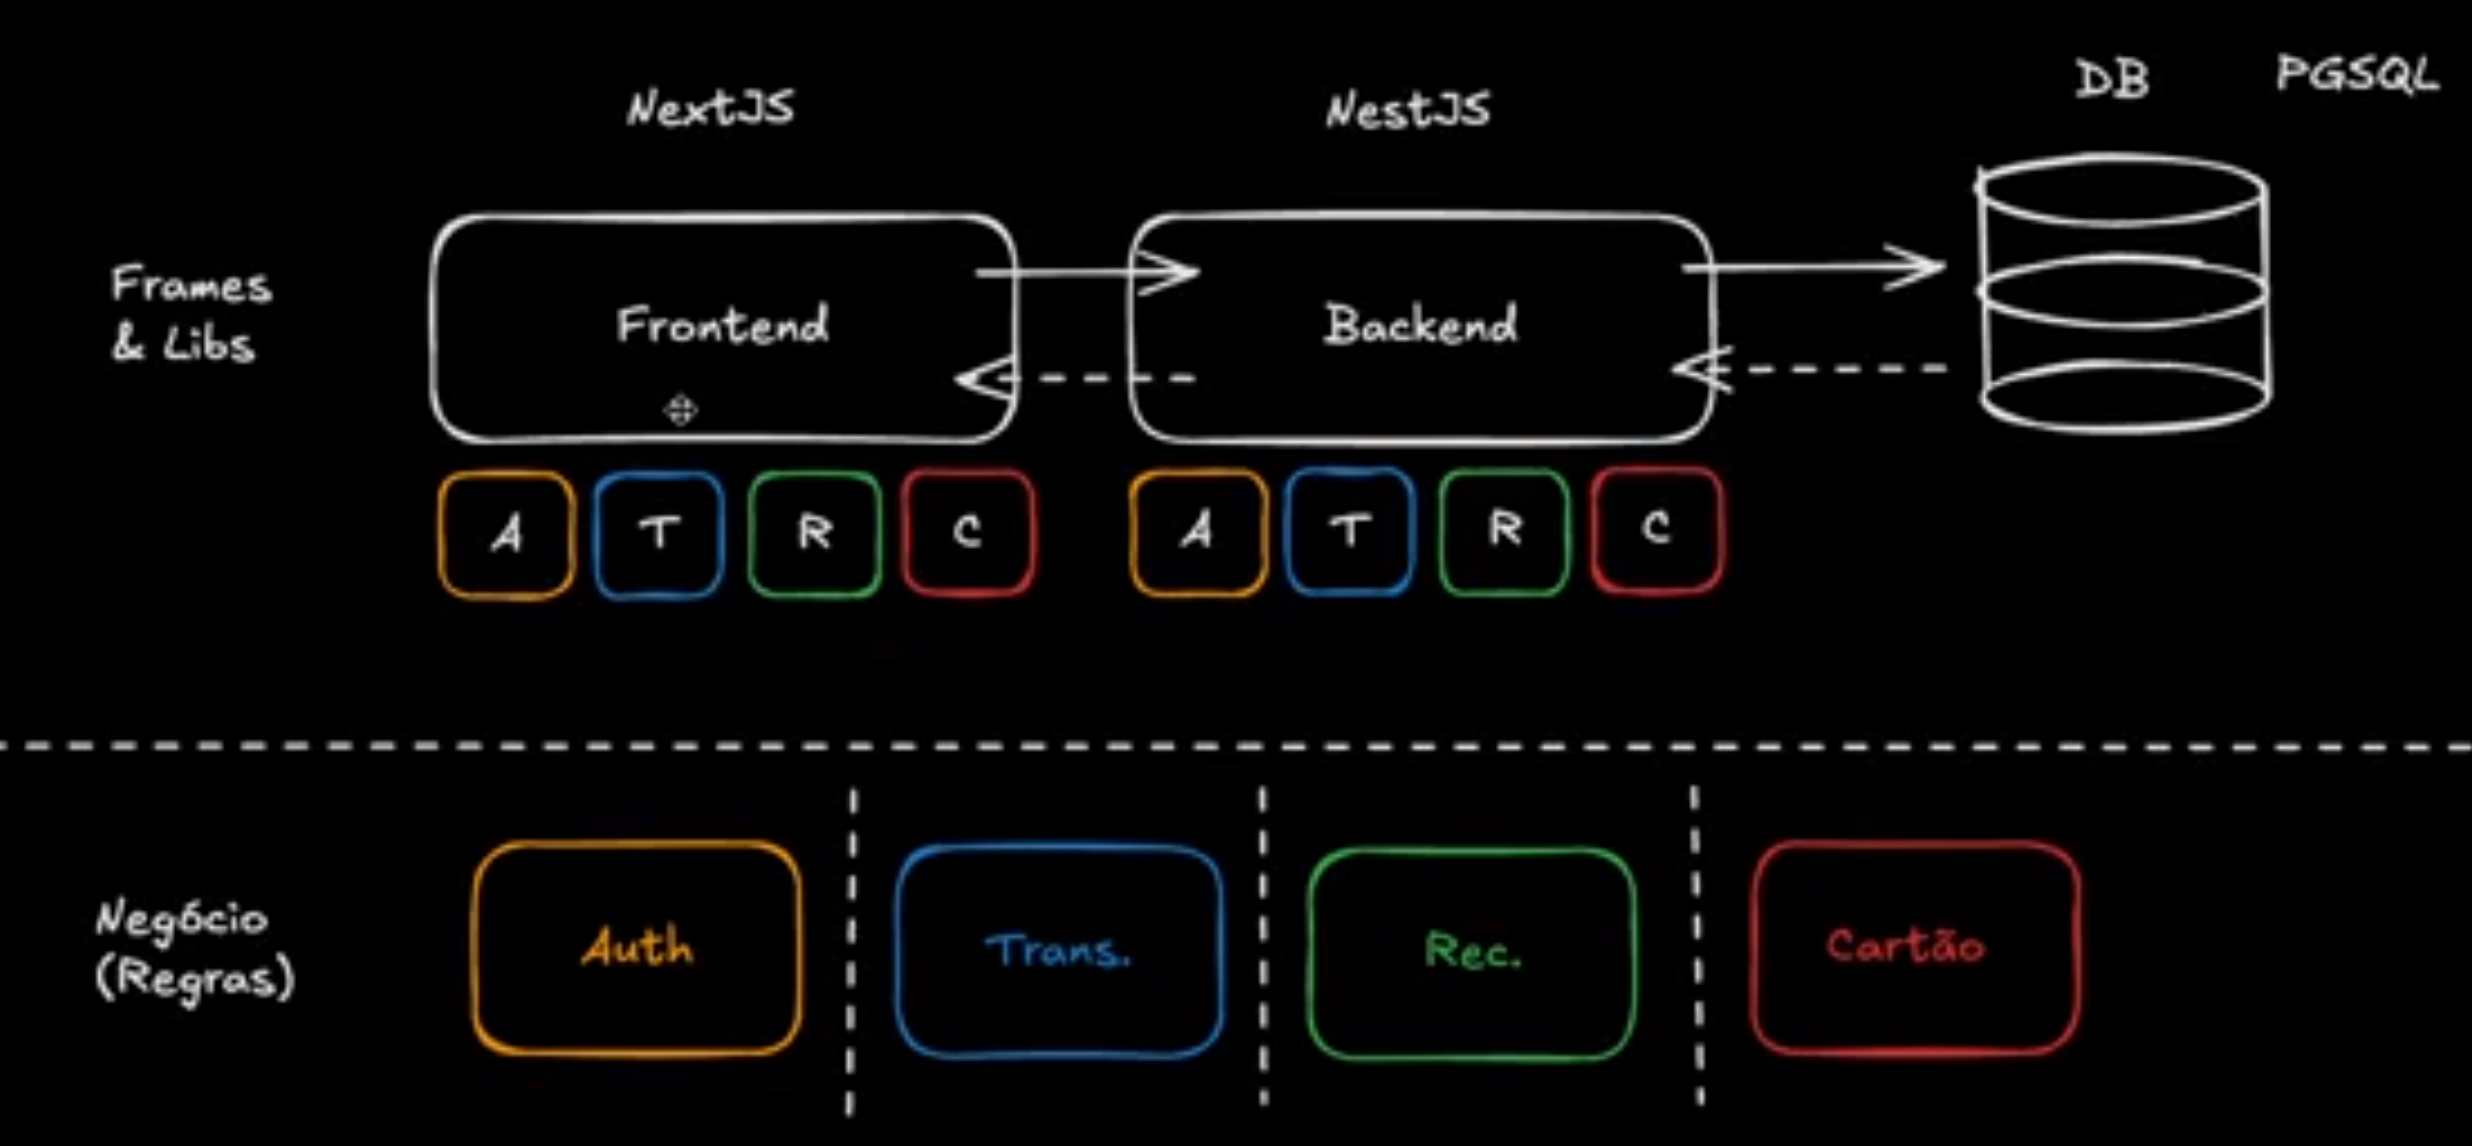 NextJS
NestJS
DB
PGSQL
Frames
& Libs
Frontend
Backend
A
T
R
C
A
T
R
C
Negócio
(Regras)
Auth
Trans.
Rec.
Cartão